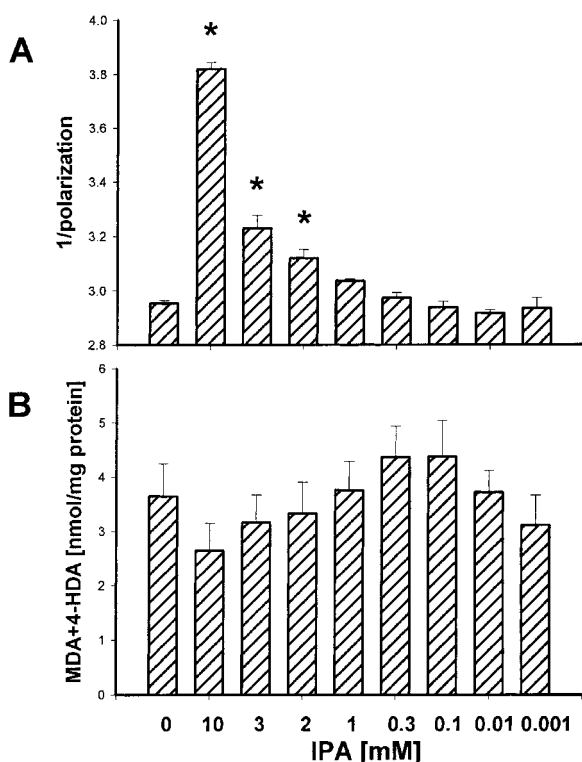 A
1/polarization
4.0
3.8
3.6
3.4
3.2
3.0
2.8
*
*
*
B
MDA+4-HDA [nmol/mg protein]
6
5
4
3
2
1
0
0 10 3 2 1 0.3 0.1 0.01 0.001
IPA [mM]